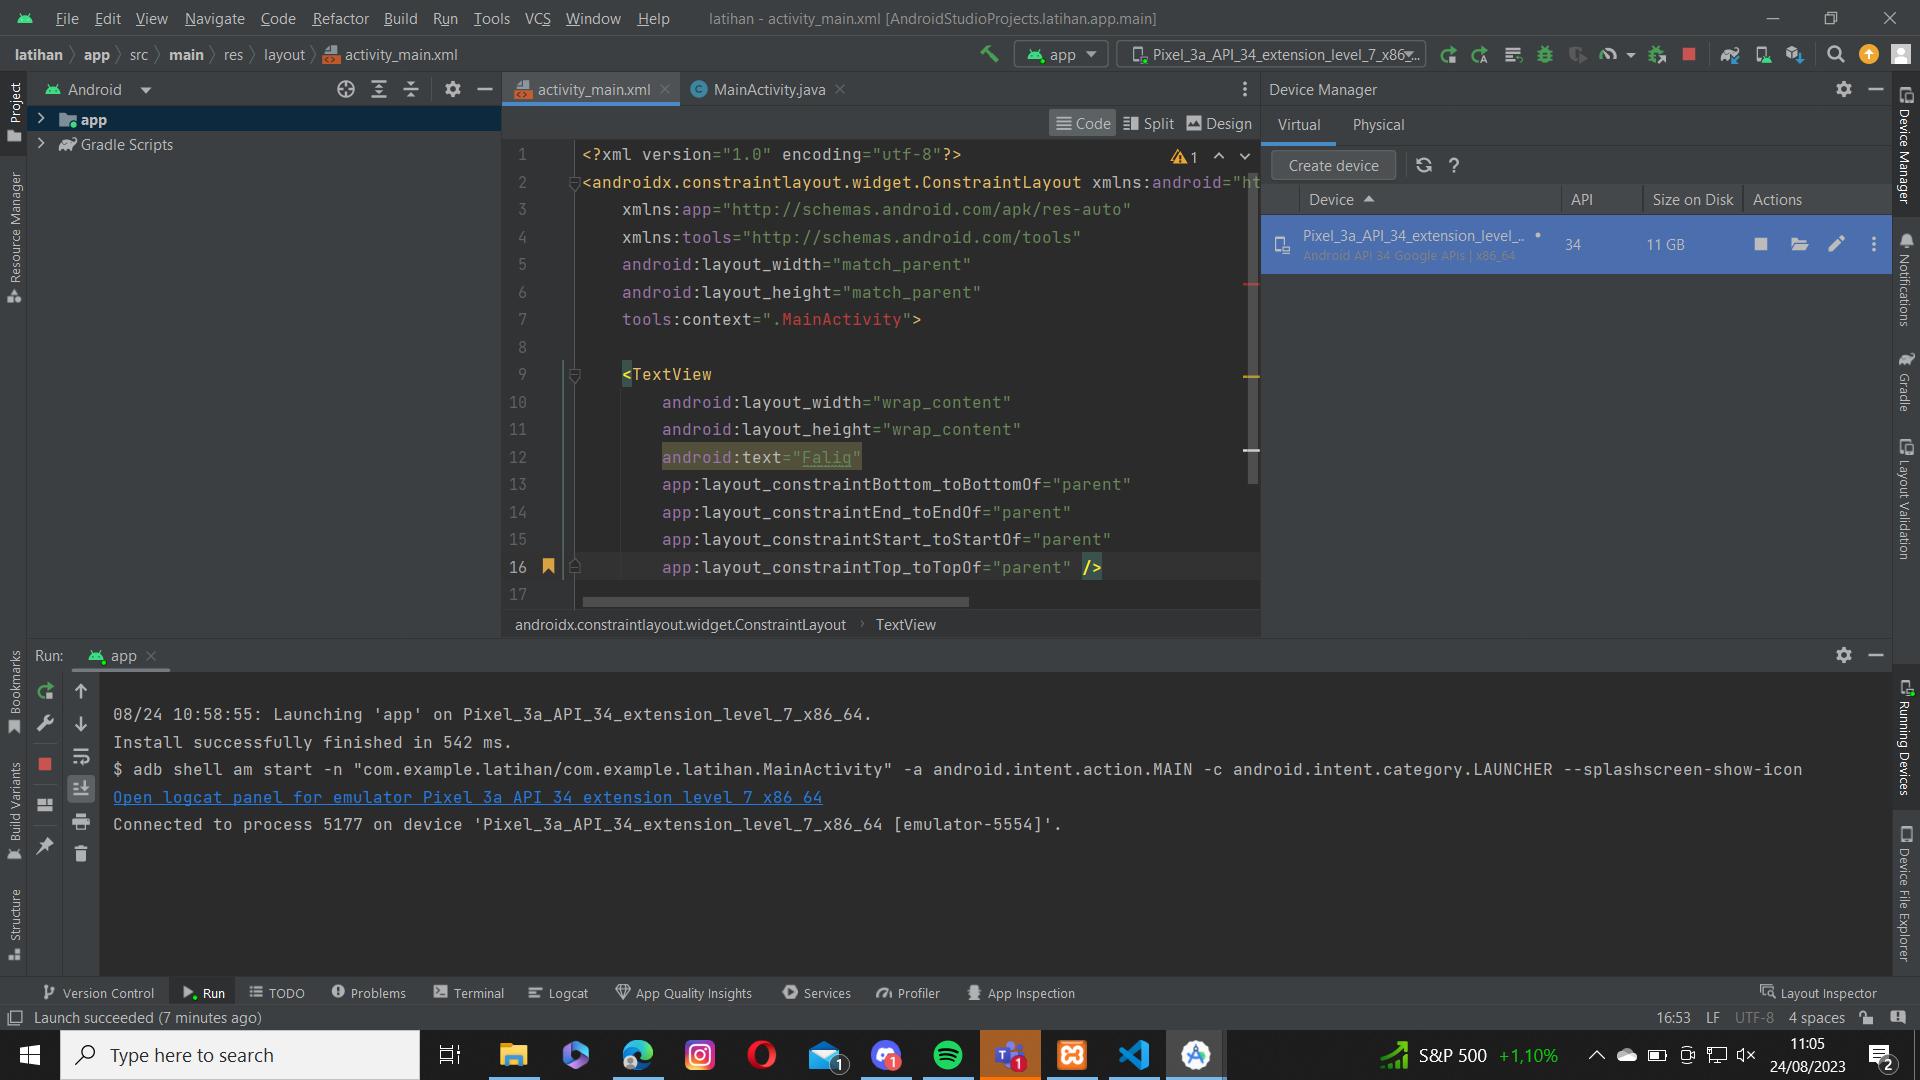 File Edit View Navigate Code Refactor Build Run Tools VCS Window Help latihan - activity_main.xml [AndroidStudioProjects.latihan.app.main]
latihan app src main res layout activity_main.xml app Pixel_3a_API_34_extension_level_7_x86...
Project
Android
activity_main.xml MainActivity.java
Device Manager
app
Gradle Scripts
Code Split Design
Virtual Physical
Create device
Device API Size on Disk Actions
Pixel_3a_API_34_extension_level_...
Android API 34 Google APIs | x86_64
34 11 GB
1 <?xml version="1.0" encoding="utf-8"?> 1
2 <androidx.constraintlayout.widget.ConstraintLayout xmlns:android="ht
3 xmlns:app="http://schemas.android.com/apk/res-auto"
4 xmlns:tools="http://schemas.android.com/tools"
5 android:layout_width="match_parent"
6 android:layout_height="match_parent"
7 tools:context=".MainActivity">
8
9 <TextView
10 android:layout_width="wrap_content"
11 android:layout_height="wrap_content"
12 android:text="Faliq"
13 app:layout_constraintBottom_toBottomOf="parent"
14 app:layout_constraintEnd_toEndOf="parent"
15 app:layout_constraintStart_toStartOf="parent"
16 app:layout_constraintTop_toTopOf="parent" />
17
androidx.constraintlayout.widget.ConstraintLayout TextView
Resource Manager
Bookmarks
Build Variants
Structure
Device Manager
Notifications
Gradle
Layout Validation
Running Devices
Device File Explorer
Run: app
08/24 10:58:55: Launching 'app' on Pixel_3a_API_34_extension_level_7_x86_64.
Install successfully finished in 542 ms.
$ adb shell am start -n "com.example.latihan/com.example.latihan.MainActivity" -a android.intent.action.MAIN -c android.intent.category.LAUNCHER --splashscreen-show-icon
Open logcat panel for emulator Pixel_3a_API_34_extension_level_7_x86_64
Connected to process 5177 on device 'Pixel_3a_API_34_extension_level_7_x86_64 [emulator-5554]'.
Version Control Run TODO Problems Terminal Logcat App Quality Insights Services Profiler App Inspection Layout Inspector
Launch succeeded (7 minutes ago) 16:53 LF UTF-8 4 spaces
Type here to search
1 1 1
S&P 500 +1,10%
11:05
24/08/2023
2